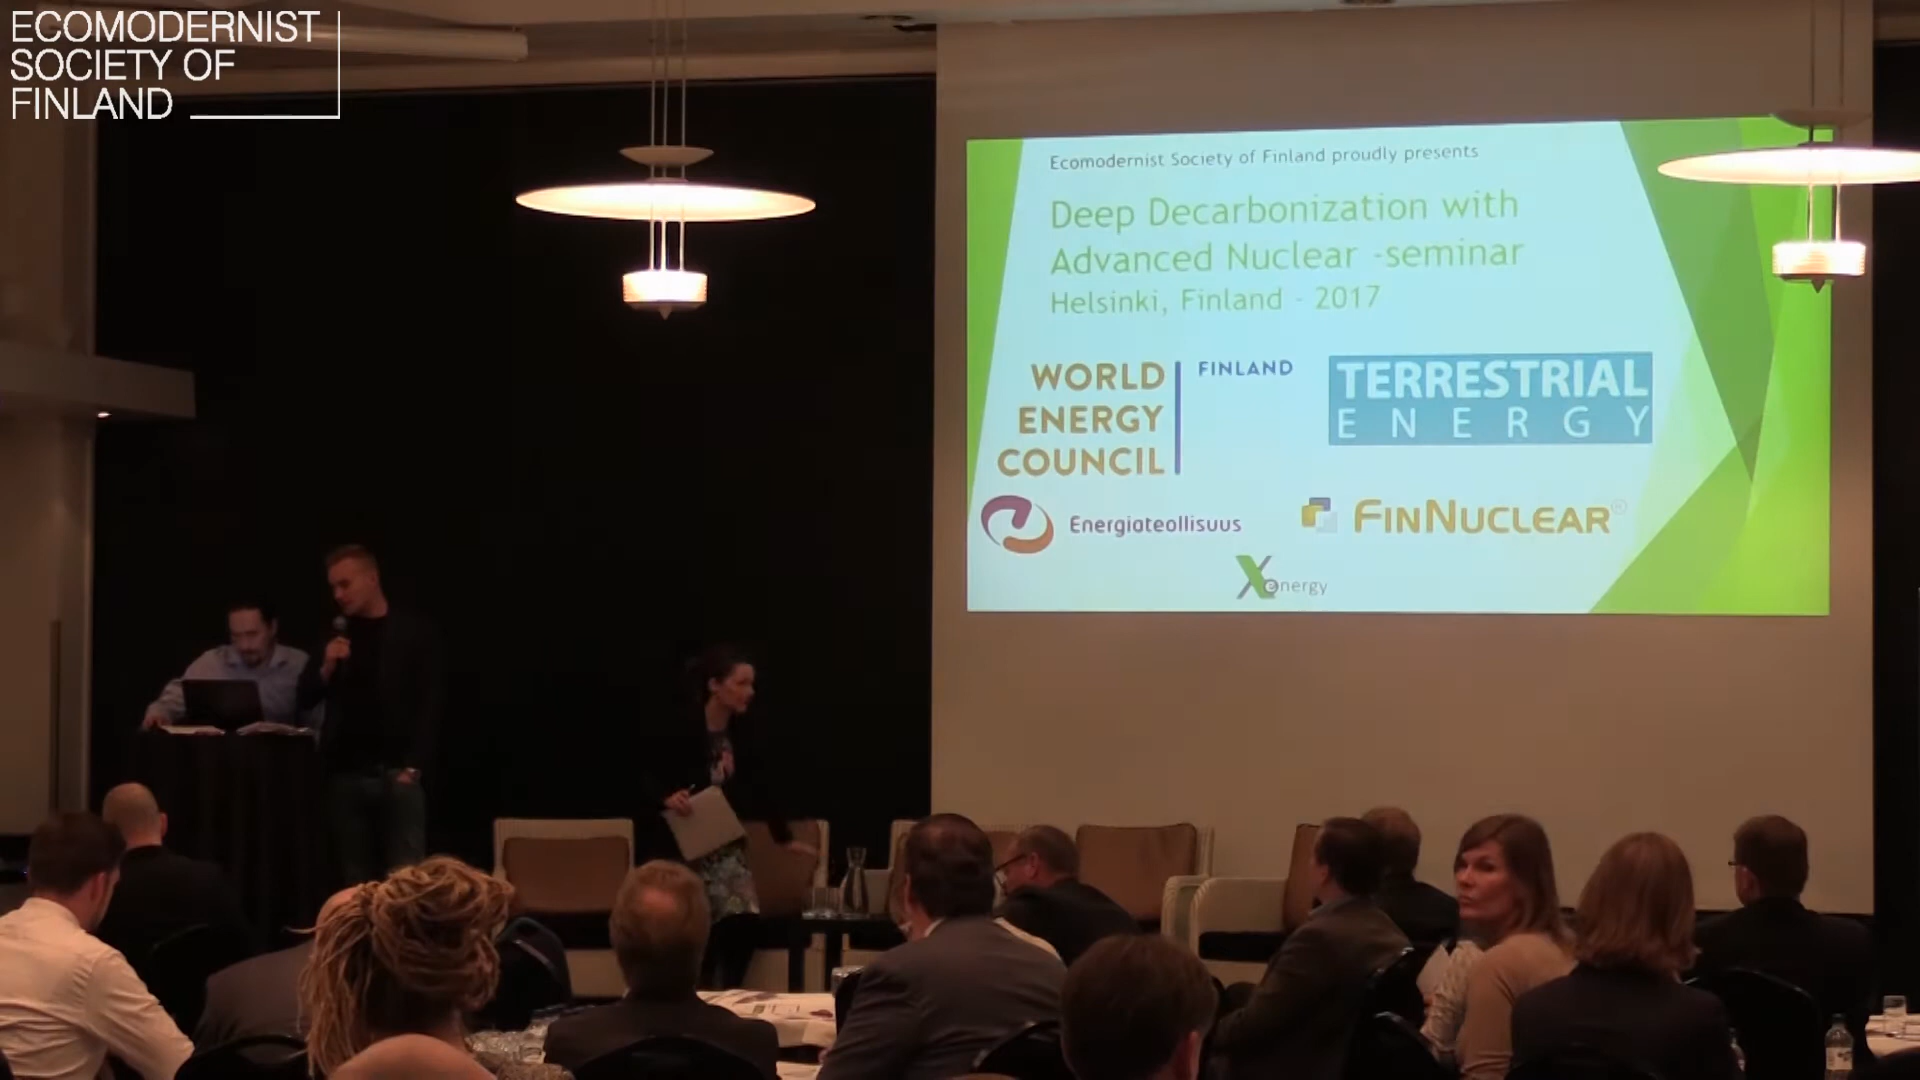 ECOMODERNIST
SOCIETY OF
FINLAND
Ecomodernist Society of Finland proudly presents
Deep Decarbonization with
Advanced Nuclear -seminar
Helsinki, Finland - 2017
WORLD
ENERGY
COUNCIL
FINLAND
TERRESTRIAL
ENERGY
Energiateollisuus
FINNUCLEAR®
Xenergy